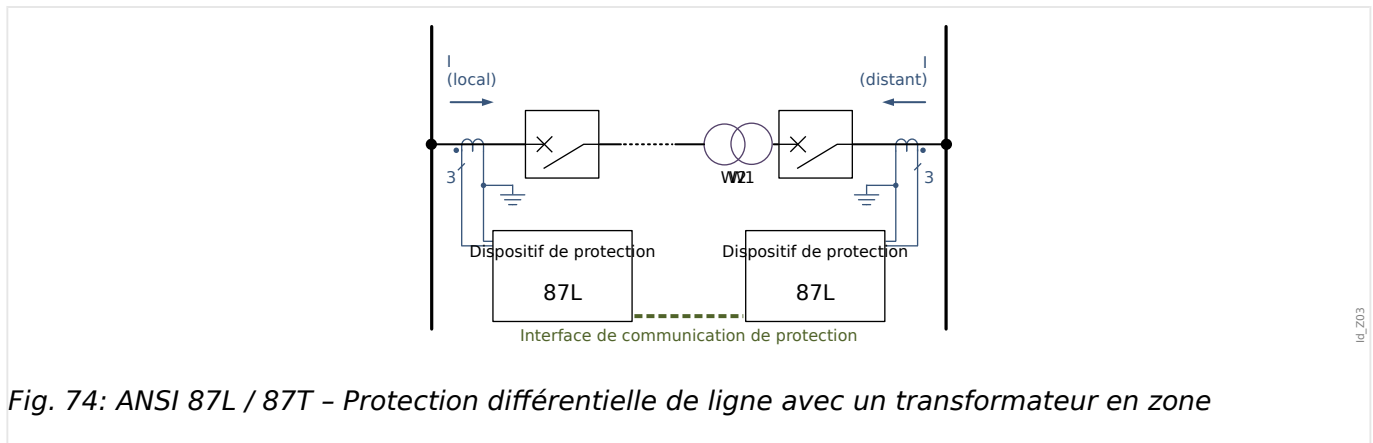 I
(local)
I
(distant)
3
3
W2
W1
Dispositif de protection
87L
Dispositif de protection
87L
Interface de communication de protection
ld_Z03
Fig. 74: ANSI 87L / 87T – Protection différentielle de ligne avec un transformateur en zone